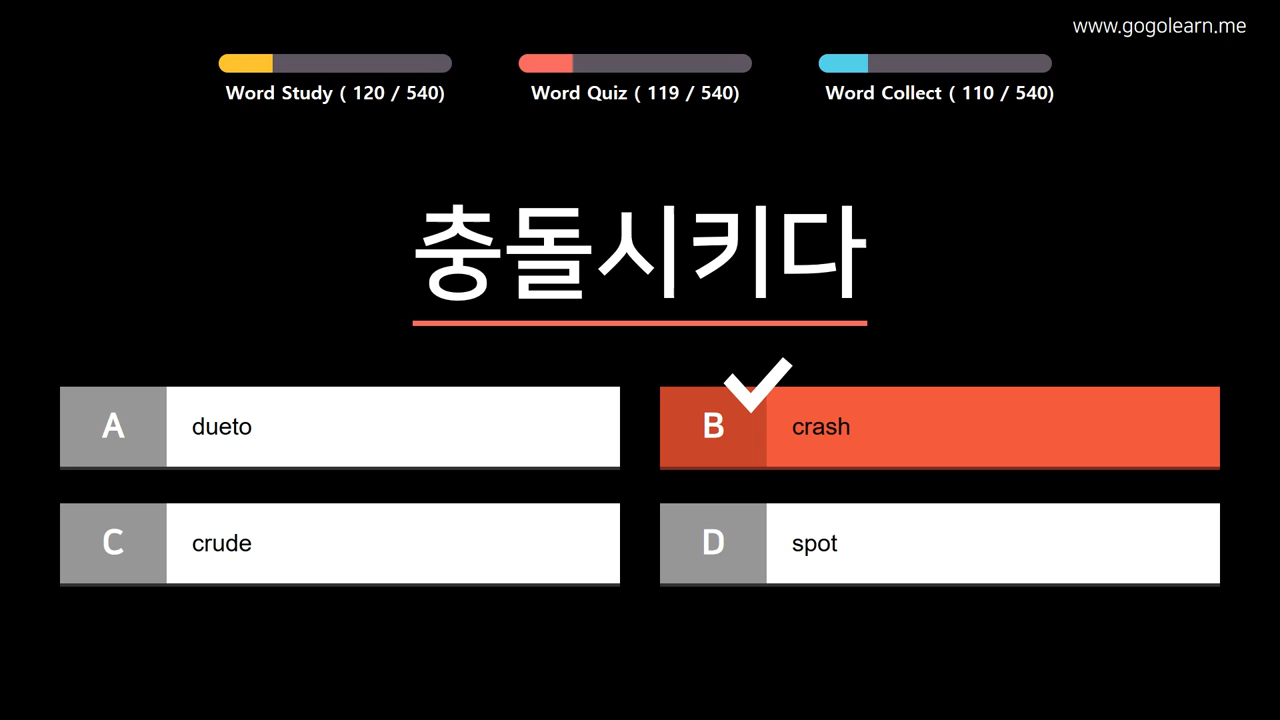 www.gogolearn.me
Word Study ( 120 / 540)
Word Quiz ( 119 / 540)
Word Collect ( 110 / 540)
충돌시키다
A dueto
B crash
C crude
D spot